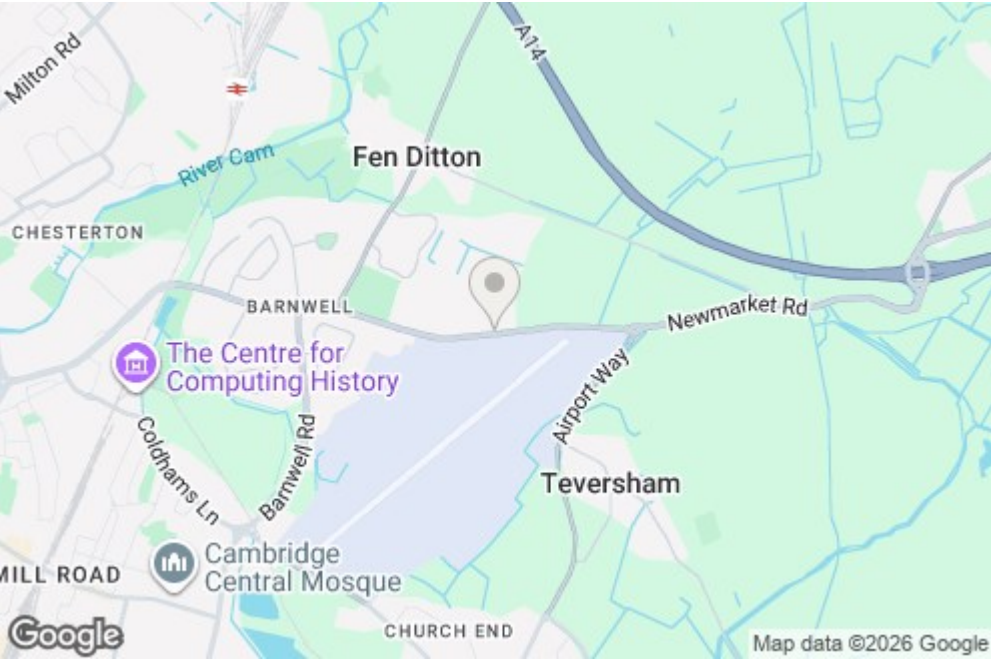 A14
Milton Rd
River Cam
Fen Ditton
CHESTERTON
BARNWELL
Newmarket Rd
The Centre for
Computing History
Airport Way
Coldhams Ln
Barnwell Rd
Teversham
Cambridge
Central Mosque
MILL ROAD
CHURCH END
Google
Map data ©2026 Google